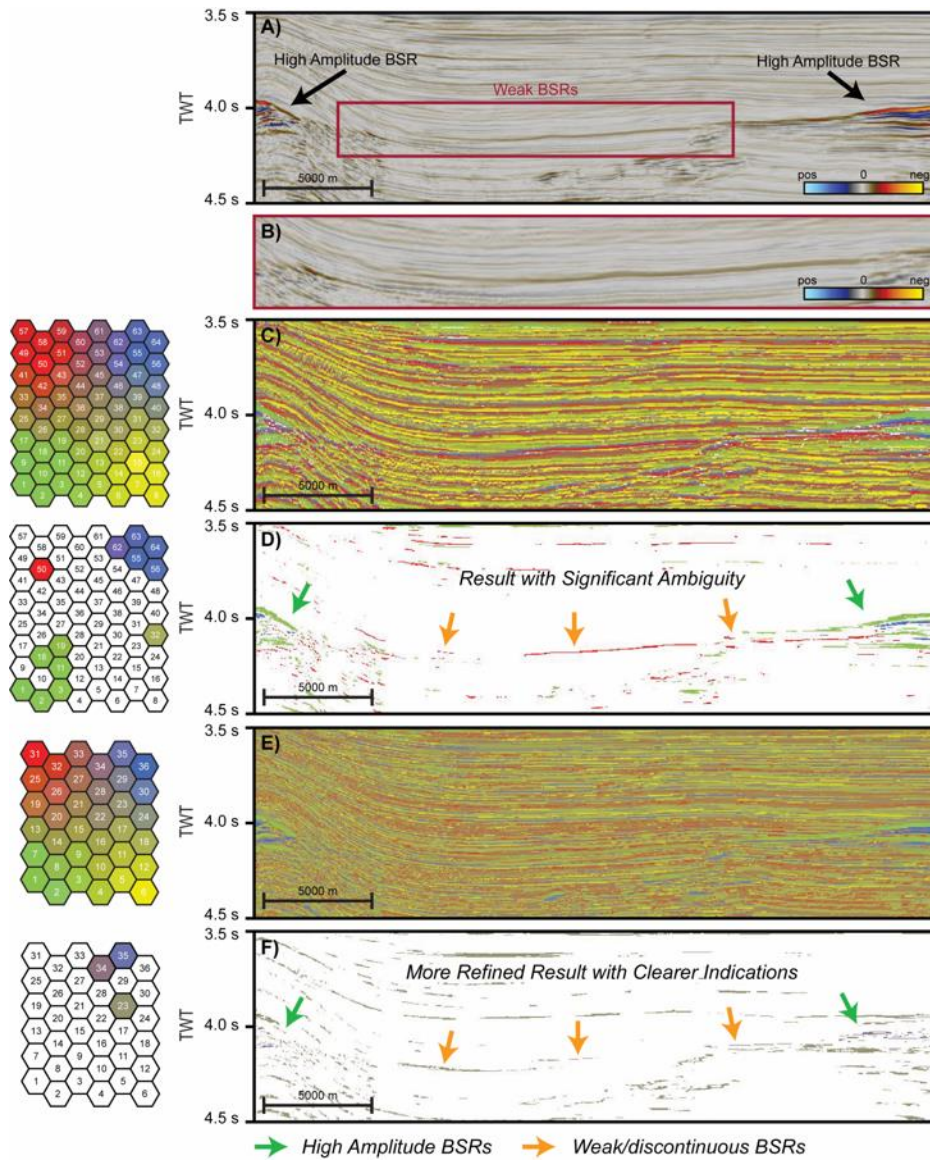 A)
3.5 s
High Amplitude BSR
High Amplitude BSR
Weak BSRs
TWT
4.0 s
5000 m
pos 0 neg
4.5 s
B)
pos 0 neg
3.5 s
C)
57 59 61 63
58 60 62 64
49 51 53 55
50 52 54 56
41 43 45 47
42 44 46 48
33 35 37 39
34 36 38 40
25 27 29 31
26 28 30 32
17 19 21 23
24
9 11 13
10 12 14 16
1 3 5
2 4 6 8
TWT
4.0 s
5000 m
4.5 s
3.5 s
D)
57 59 61 63
58 60 62 64
49 51 53 55
50 52 54 56
41 43 45 47
42 44 46 48
33 35 37 39
34 36 38 40
25 27 29 31
26 28 30 32
17 19 21 23
18 20 22 24
9 11 13 15
10 12 14 16
1 3 5 7
2 4 6 8
Result with Significant Ambiguity
TWT
4.0 s
5000 m
4.5 s
3.5 s
E)
31 33 35
32 34 36
25 27 29
26 28 30
19 21 23
20 22 24
13 15 17
14 16 18
7 9 11
8 10 12
1 3 5
2 4 6
TWT
4.0 s
5000 m
4.5 s
3.5 s
F)
31 33 35
32 34 36
25 27 29
26 28 30
19 21 23
20 22 24
13 15 17
14 16 18
7 9 11
8 10 12
1 3 5
2 4 6
More Refined Result with Clearer Indications
TWT
4.0 s
5000 m
4.5 s
High Amplitude BSRs Weak/discontinuous BSRs